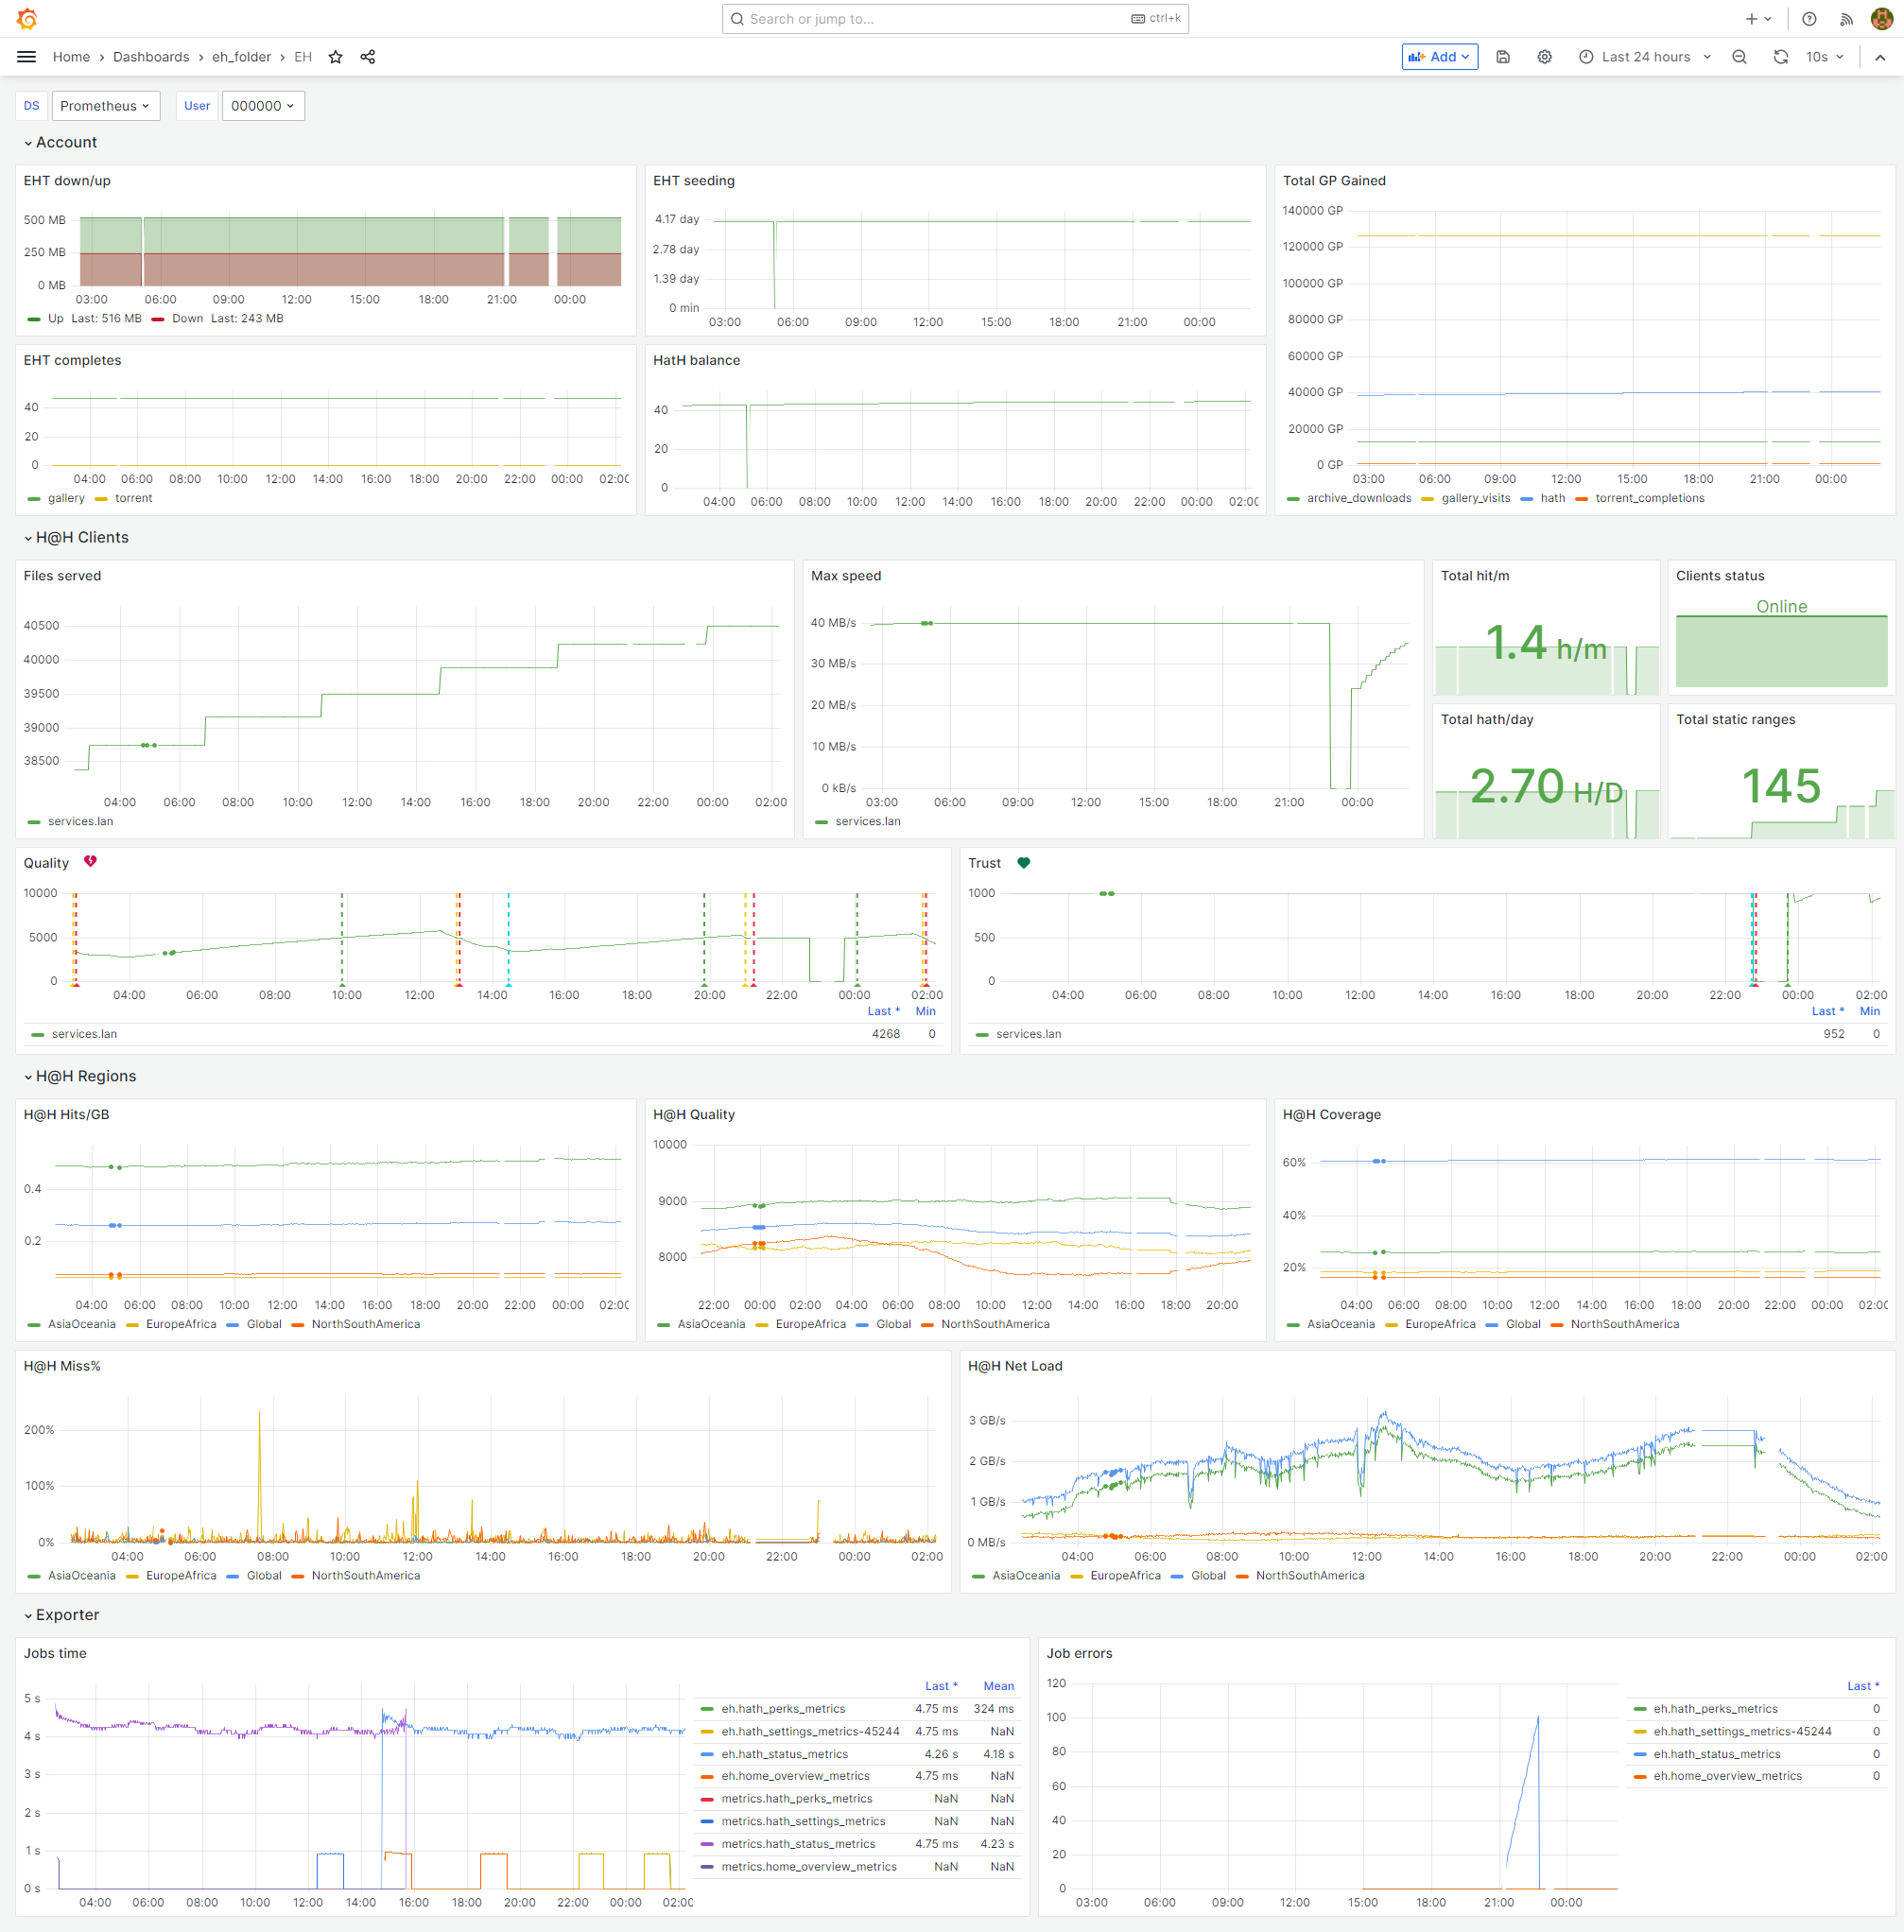 Search or jump to... ctrl+k
Home › Dashboards › eh_folder › EH Add Last 24 hours 10s
DS Prometheus User 000000
Account
EHT down/up
500 MB
250 MB
0 MB
03:00 06:00 09:00 12:00 15:00 18:00 21:00 00:00
Up Last: 516 MB Down Last: 243 MB
EHT seeding
4.17 day
2.78 day
1.39 day
0 min
03:00 06:00 09:00 12:00 15:00 18:00 21:00 00:00
Total GP Gained
140000 GP
120000 GP
100000 GP
80000 GP
60000 GP
40000 GP
20000 GP
0 GP
03:00 06:00 09:00 12:00 15:00 18:00 21:00 00:00
archive_downloads gallery_visits hath torrent_completions
EHT completes
40
20
0
04:00 06:00 08:00 10:00 12:00 14:00 16:00 18:00 20:00 22:00 00:00 02:00
gallery torrent
HatH balance
40
20
0
04:00 06:00 08:00 10:00 12:00 14:00 16:00 18:00 20:00 22:00 00:00 02:00
H@H Clients
Files served
40500
40000
39500
39000
38500
04:00 06:00 08:00 10:00 12:00 14:00 16:00 18:00 20:00 22:00 00:00 02:00
services.lan
Max speed
40 MB/s
30 MB/s
20 MB/s
10 MB/s
0 kB/s
03:00 06:00 09:00 12:00 15:00 18:00 21:00 00:00
services.lan
Total hit/m
1.4 h/m
Clients status
Online
Total hath/day
2.70 H/D
Total static ranges
145
Quality
10000
5000
0
04:00 06:00 08:00 10:00 12:00 14:00 16:00 18:00 20:00 22:00 00:00 02:00
Last * Min
services.lan 4268 0
Trust
1000
500
0
04:00 06:00 08:00 10:00 12:00 14:00 16:00 18:00 20:00 22:00 00:00 02:00
Last * Min
services.lan 952 0
H@H Regions
H@H Hits/GB
0.4
0.2
04:00 06:00 08:00 10:00 12:00 14:00 16:00 18:00 20:00 22:00 00:00 02:00
AsiaOceania EuropeAfrica Global NorthSouthAmerica
H@H Quality
10000
9000
8000
22:00 00:00 02:00 04:00 06:00 08:00 10:00 12:00 14:00 16:00 18:00 20:00
AsiaOceania EuropeAfrica Global NorthSouthAmerica
H@H Coverage
60%
40%
20%
04:00 06:00 08:00 10:00 12:00 14:00 16:00 18:00 20:00 22:00 00:00 02:00
AsiaOceania EuropeAfrica Global NorthSouthAmerica
H@H Miss%
200%
100%
0%
04:00 06:00 08:00 10:00 12:00 14:00 16:00 18:00 20:00 22:00 00:00 02:00
AsiaOceania EuropeAfrica Global NorthSouthAmerica
H@H Net Load
3 GB/s
2 GB/s
1 GB/s
0 MB/s
04:00 06:00 08:00 10:00 12:00 14:00 16:00 18:00 20:00 22:00 00:00 02:00
AsiaOceania EuropeAfrica Global NorthSouthAmerica
Exporter
Jobs time
5 s
4 s
3 s
2 s
1 s
0 s
04:00 06:00 08:00 10:00 12:00 14:00 16:00 18:00 20:00 22:00 00:00 02:00
Last * Mean
eh.hath_perks_metrics 4.75 ms 324 ms
eh.hath_settings_metrics-45244 4.75 ms NaN
eh.hath_status_metrics 4.26 s 4.18 s
eh.home_overview_metrics 4.75 ms NaN
metrics.hath_perks_metrics NaN NaN
metrics.hath_settings_metrics NaN NaN
metrics.hath_status_metrics 4.75 ms 4.23 s
metrics.home_overview_metrics NaN NaN
Job errors
120
100
80
60
40
20
0
03:00 06:00 09:00 12:00 15:00 18:00 21:00 00:00
Last *
eh.hath_perks_metrics 0
eh.hath_settings_metrics-45244 0
eh.hath_status_metrics 0
eh.home_overview_metrics 0